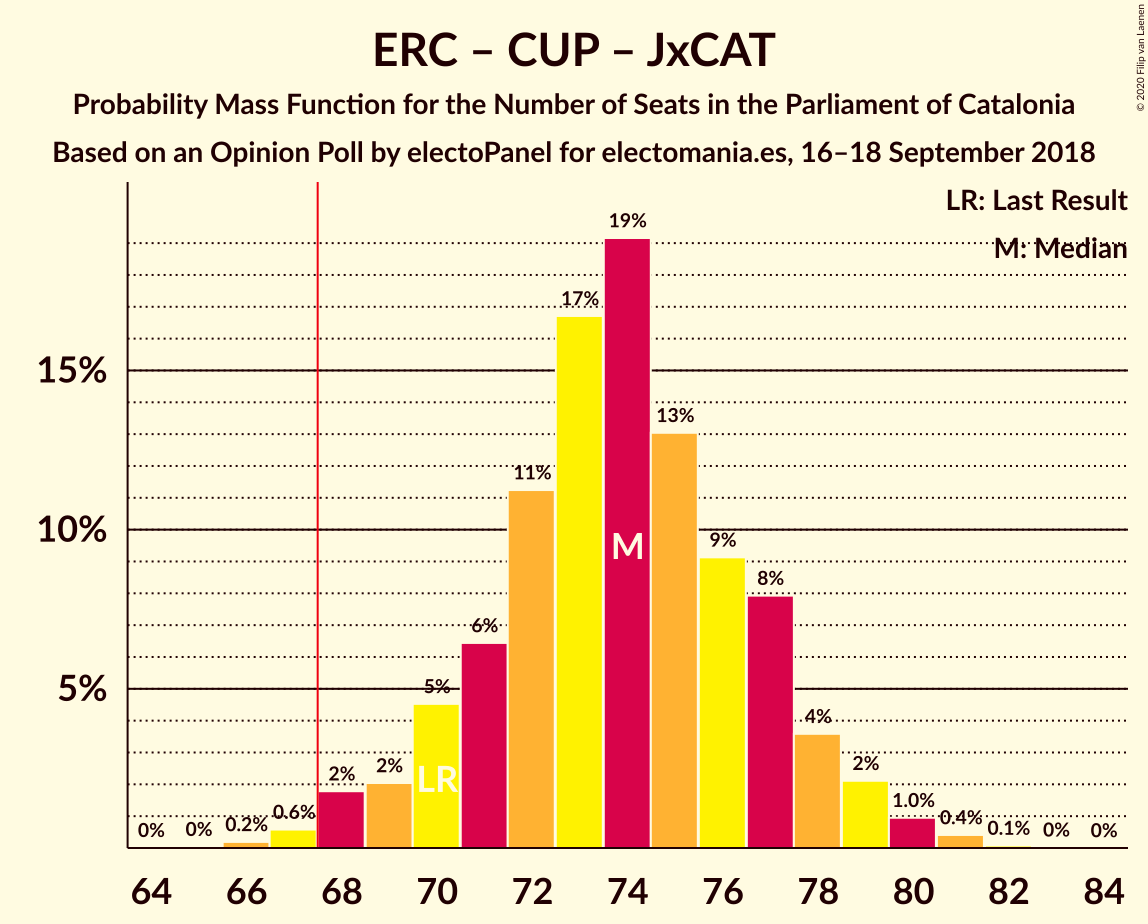 ERC – CUP – JxCAT
Probability Mass Function for the Number of Seats in the Parliament of Catalonia
Based on an Opinion Poll by electoPanel for electomania.es, 16–18 September 2018
© 2020 Filip van Laenen
LR: Last Result
M: Median
19%
17%
15%
13%
11%
10%
9%
M
8%
6%
5%
5%
4%
LR
2%
2%
2%
1.0%
0.6%
0.4%
0%
0%
0.2%
0.1%
0%
0%
64 66 68 70 72 74 76 78 80 82 84